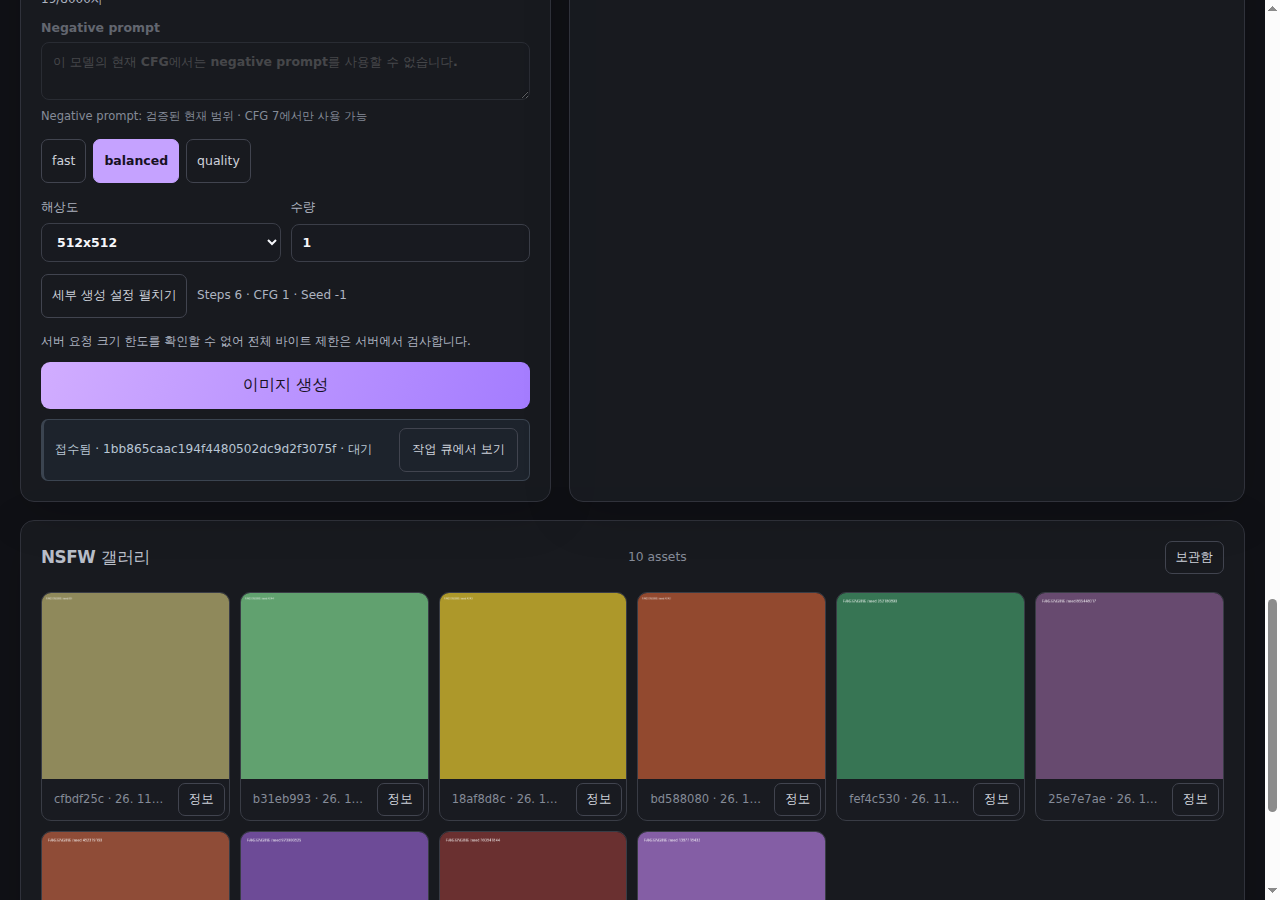 Negative prompt
이 모델의 현재 CFG에서는 negative prompt를 사용할 수 없습니다.
Negative prompt: 검증된 현재 범위 · CFG 7에서만 사용 가능
fast
balanced
quality
해상도
수량
512x512
1
세부 생성 설정 펼치기
Steps 6 · CFG 1 · Seed -1
서버 요청 크기 한도를 확인할 수 없어 전체 바이트 제한은 서버에서 검사합니다.
이미지 생성
접수됨 · 1bb865caac194f4480502dc9d2f3075f · 대기
작업 큐에서 보기
NSFW 갤러리
10 assets
보관함
cfbdf25c · 26. 11…
정보
b31eb993 · 26. 1…
정보
18af8d8c · 26. 1…
정보
bd588080 · 26. 1…
정보
fef4c530 · 26. 11…
정보
25e7e7ae · 26. 1…
정보